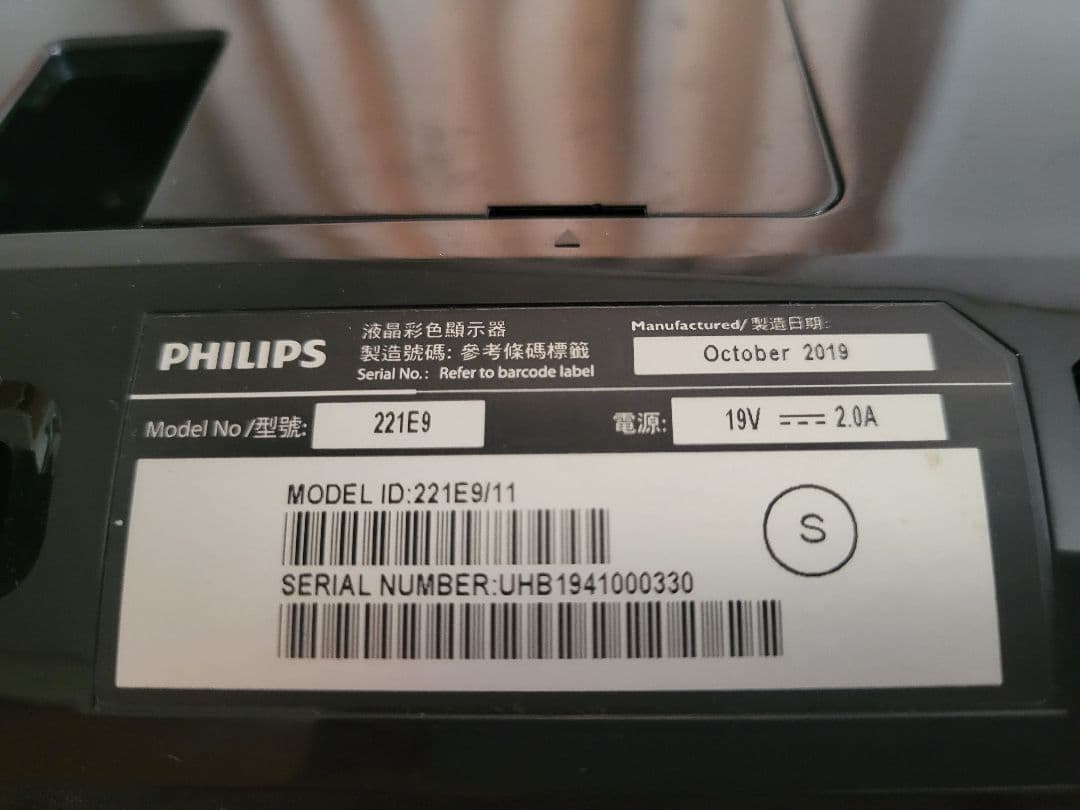 PHILIPS
液晶彩色顯示器
製造號碼: 參考條碼標籤
Serial No.: Refer to barcode label
Manufactured/製造日期:
October 2019
Model No/型號: 221E9
電源: 19V ⎓ 2.0A
MODEL ID:221E9/11
SERIAL NUMBER:UHB1941000330
S